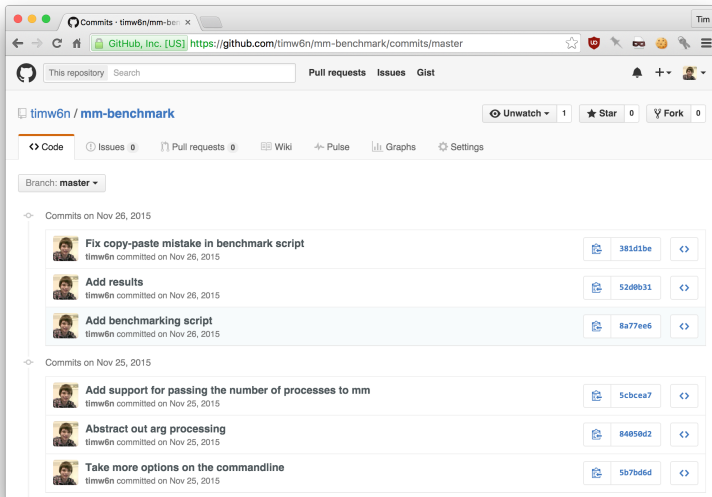 Commits · timw6n/mm-ben
Tim
GitHub, Inc. [US] https://github.com/timw6n/mm-benchmark/commits/master
This repository Search
Pull requests Issues Gist
timw6n / mm-benchmark
Unwatch 1 Star 0 Fork 0
Code Issues 0 Pull requests 0 Wiki Pulse Graphs Settings
Branch: master
Commits on Nov 26, 2015
Fix copy-paste mistake in benchmark script
timw6n committed on Nov 26, 2015
381d1be
Add results
timw6n committed on Nov 26, 2015
52d0b31
Add benchmarking script
timw6n committed on Nov 26, 2015
8a77ee6
Commits on Nov 25, 2015
Add support for passing the number of processes to mm
timw6n committed on Nov 25, 2015
5cbcea7
Abstract out arg processing
timw6n committed on Nov 25, 2015
84050d2
Take more options on the commandline
timw6n committed on Nov 25, 2015
5b7bd6d